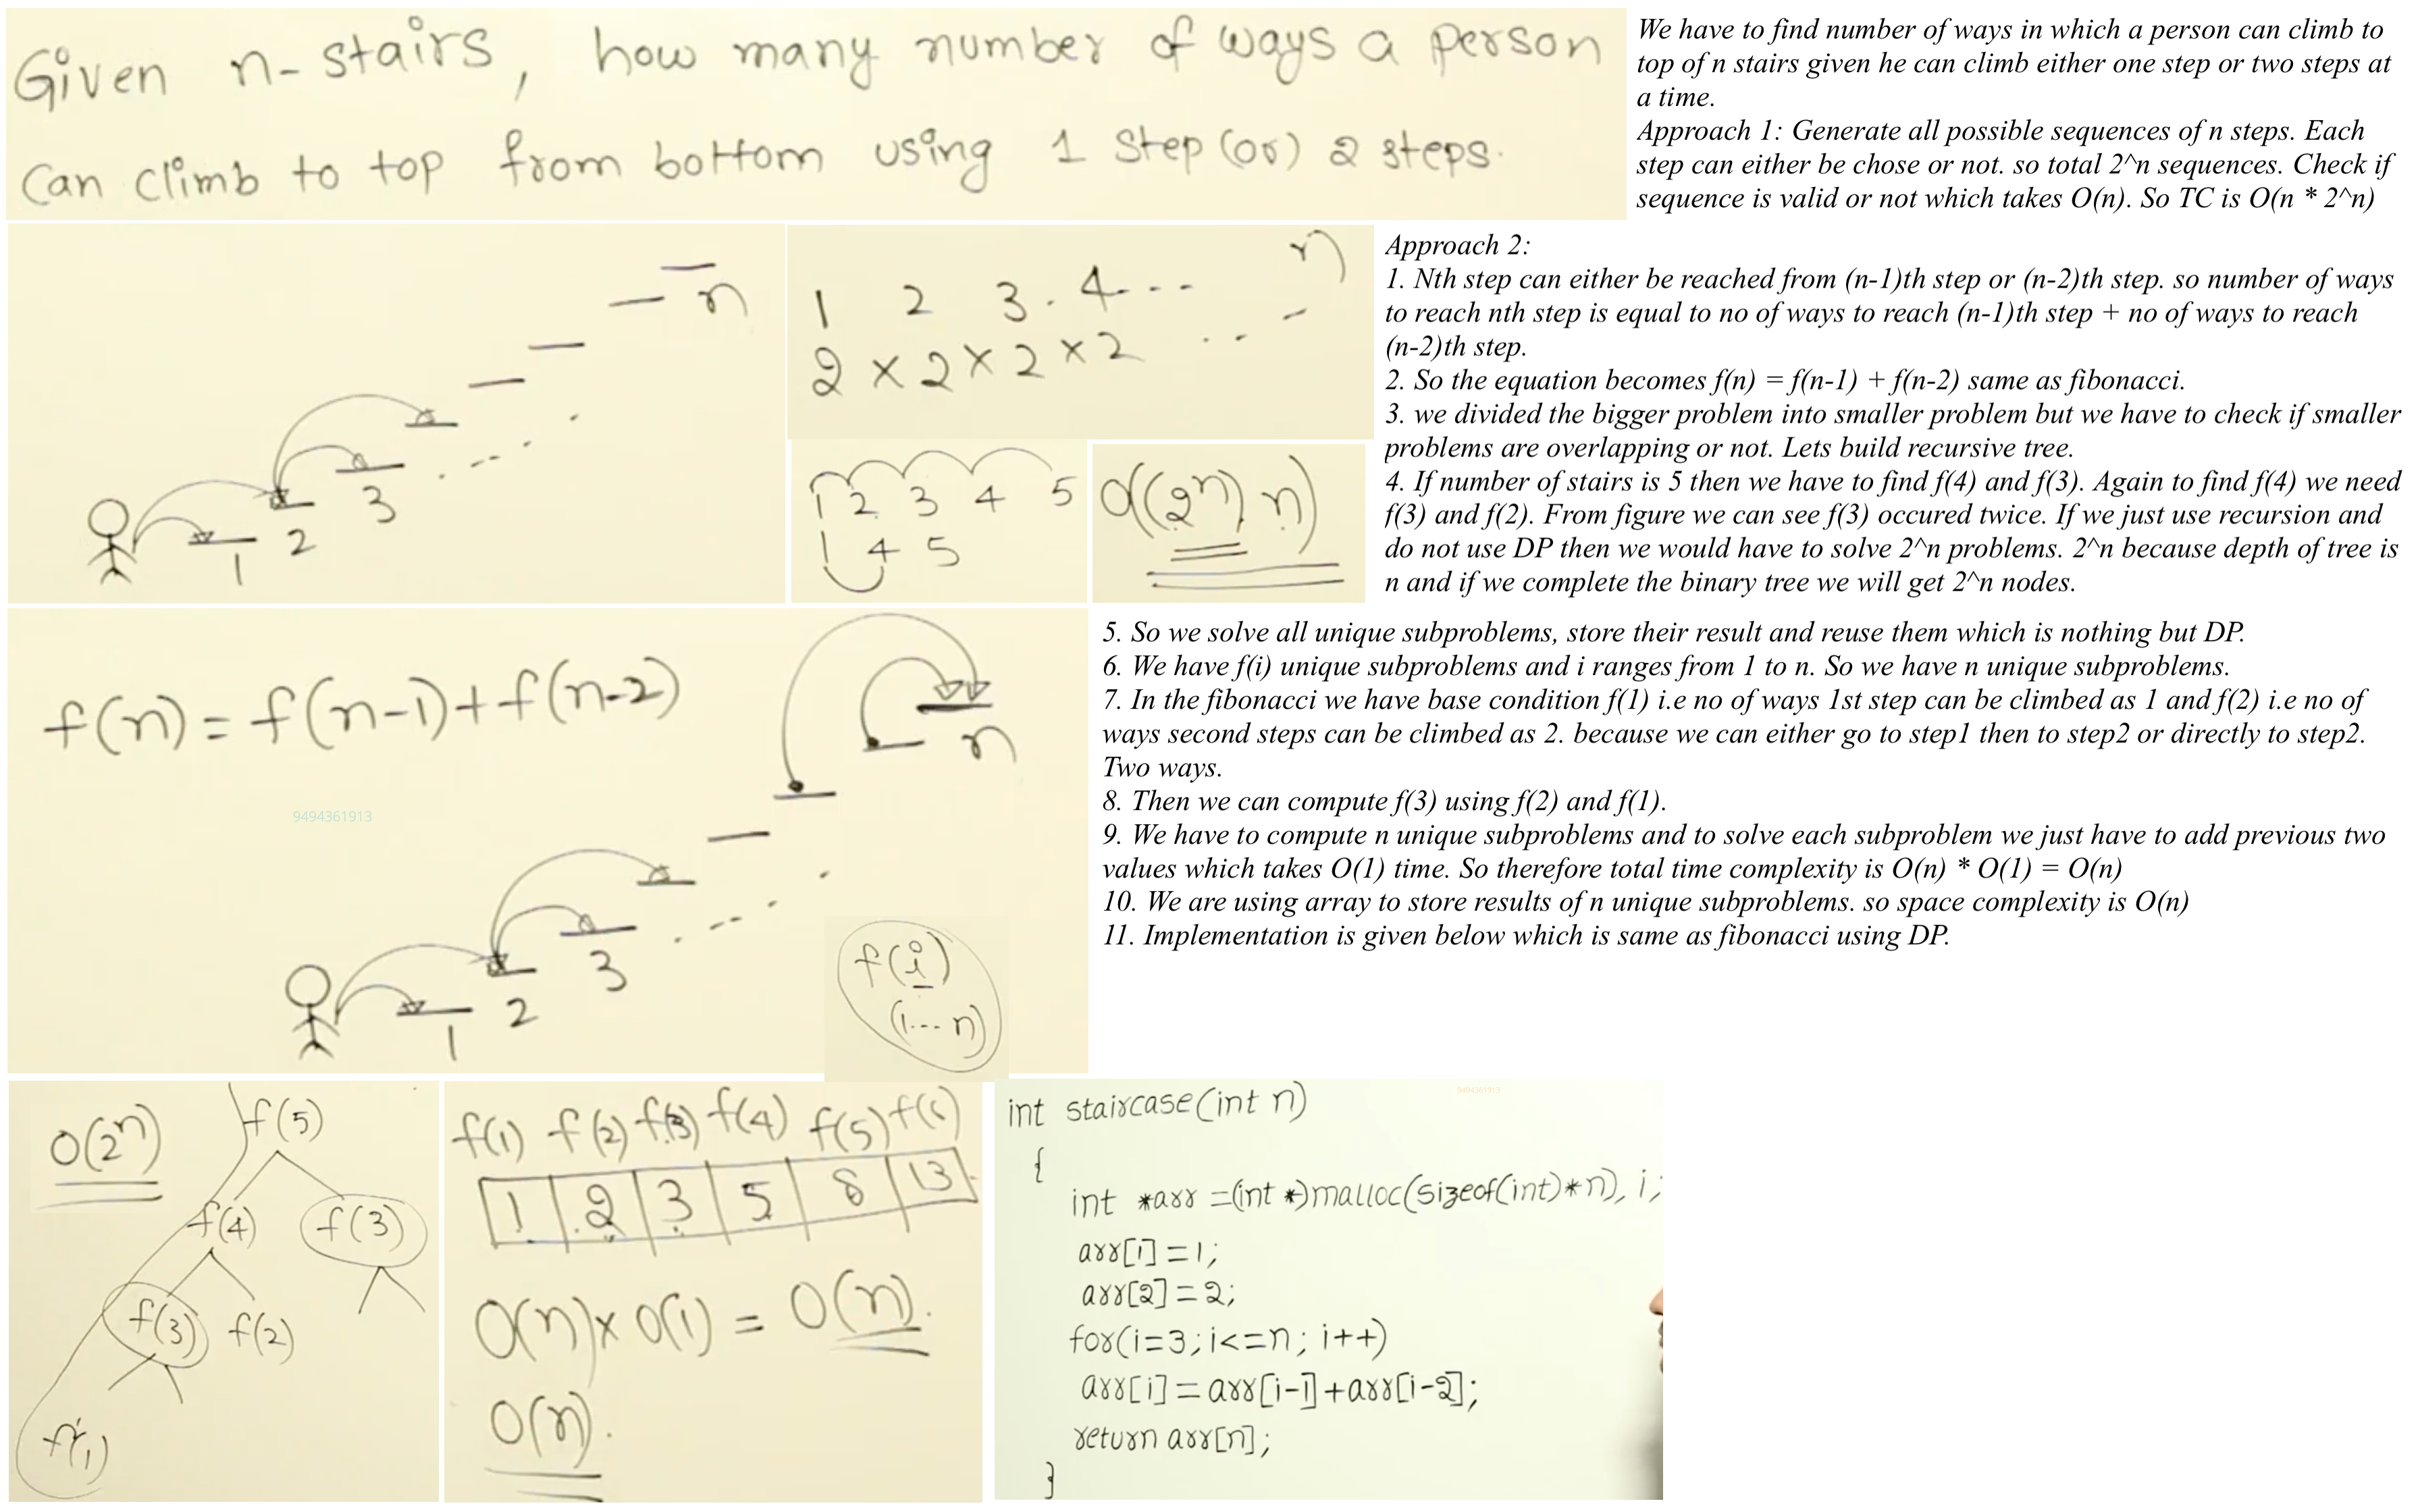 Given n-stairs, how many number of ways a person
can climb to top from bottom using 1 step (or) 2 steps.
We have to find number of ways in which a person can climb to
top of n stairs given he can climb either one step or two steps at
a time.
Approach 1: Generate all possible sequences of n steps. Each
step can either be chose or not. so total 2^n sequences. Check if
sequence is valid or not which takes O(n). So TC is O(n * 2^n)
n
3
2
1
1 2 3 . 4 - - - n
2 × 2 × 2 × 2 . . -
1 2 3 4 5
1 4 5
O((2ⁿ) n)
Approach 2:
1. Nth step can either be reached from (n-1)th step or (n-2)th step. so number of ways
to reach nth step is equal to no of ways to reach (n-1)th step + no of ways to reach
(n-2)th step.
2. So the equation becomes f(n) = f(n-1) + f(n-2) same as fibonacci.
3. we divided the bigger problem into smaller problem but we have to check if smaller
problems are overlapping or not. Lets build recursive tree.
4. If number of stairs is 5 then we have to find f(4) and f(3). Again to find f(4) we need
f(3) and f(2). From figure we can see f(3) occured twice. If we just use recursion and
do not use DP then we would have to solve 2^n problems. 2^n because depth of tree is
n and if we complete the binary tree we will get 2^n nodes.
f(n) = f(n-1) + f(n-2)
n
9494361913
3
2
1
f(i)
(1--- n)
5. So we solve all unique subproblems, store their result and reuse them which is nothing but DP.
6. We have f(i) unique subproblems and i ranges from 1 to n. So we have n unique subproblems.
7. In the fibonacci we have base condition f(1) i.e no of ways 1st step can be climbed as 1 and f(2) i.e no of
ways second steps can be climbed as 2. because we can either go to step1 then to step2 or directly to step2.
Two ways.
8. Then we can compute f(3) using f(2) and f(1).
9. We have to compute n unique subproblems and to solve each subproblem we just have to add previous two
values which takes O(1) time. So therefore total time complexity is O(n) * O(1) = O(n)
10. We are using array to store results of n unique subproblems. so space complexity is O(n)
11. Implementation is given below which is same as fibonacci using DP.
O(2ⁿ)
f(5)
f(4) f(3)
f(3) f(2)
f(1)
f(1) f(2) f(3) f(4) f(5) f(6)
1 2 3 5 8 13
O(n) × O(1) = O(n).
O(n).
9494361913
int staircase(int n)
{
int *arr =(int *)malloc(sizeof(int)*n), i;
arr[1] = 1;
arr[2] = 2;
for(i=3; i<=n; i++)
arr[i] = arr[i-1]+arr[i-2];
return arr[n];
}